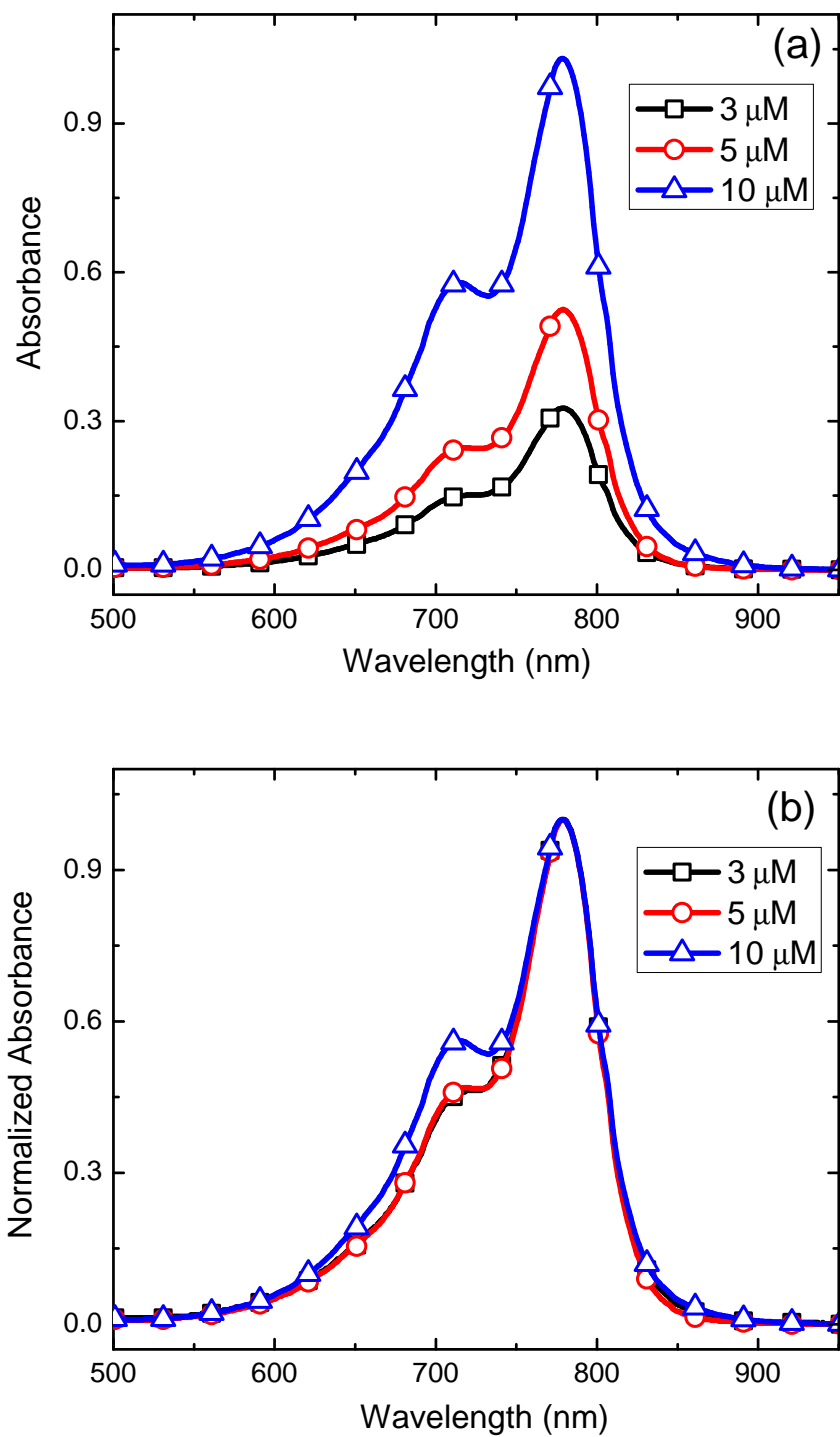 (a)
3 μM
5 μM
10 μM
Absorbance
0.9
0.6
0.3
0.0
500 600 700 800 900
Wavelength (nm)
(b)
3 μM
5 μM
10 μM
Normalized Absorbance
0.9
0.6
0.3
0.0
500 600 700 800 900
Wavelength (nm)